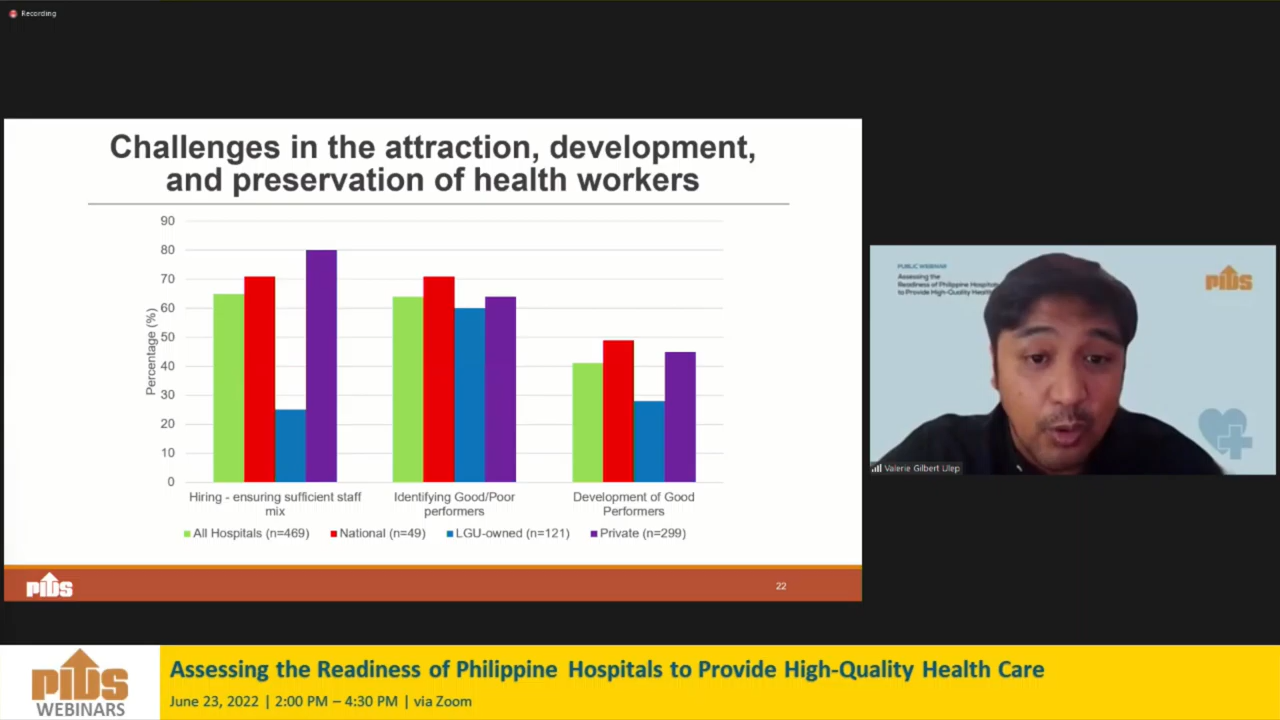 Recording
Challenges in the attraction, development,
and preservation of health workers
90
80
70
60
50
40
30
20
10
0
Percentage (%)
Hiring - ensuring sufficient staff
mix
Identifying Good/Poor
performers
Development of Good
Performers
All Hospitals (n=469)
National (n=49)
LGU-owned (n=121)
Private (n=299)
PIDS
22
PUBLIC WEBINAR
Assessing the
Readiness of Philippine Hospitals
to Provide High-Quality Health
PIDS
Valerie Gilbert Ulep
PIDS
WEBINARS
Assessing the Readiness of Philippine Hospitals to Provide High-Quality Health Care
June 23, 2022 | 2:00 PM – 4:30 PM | via Zoom